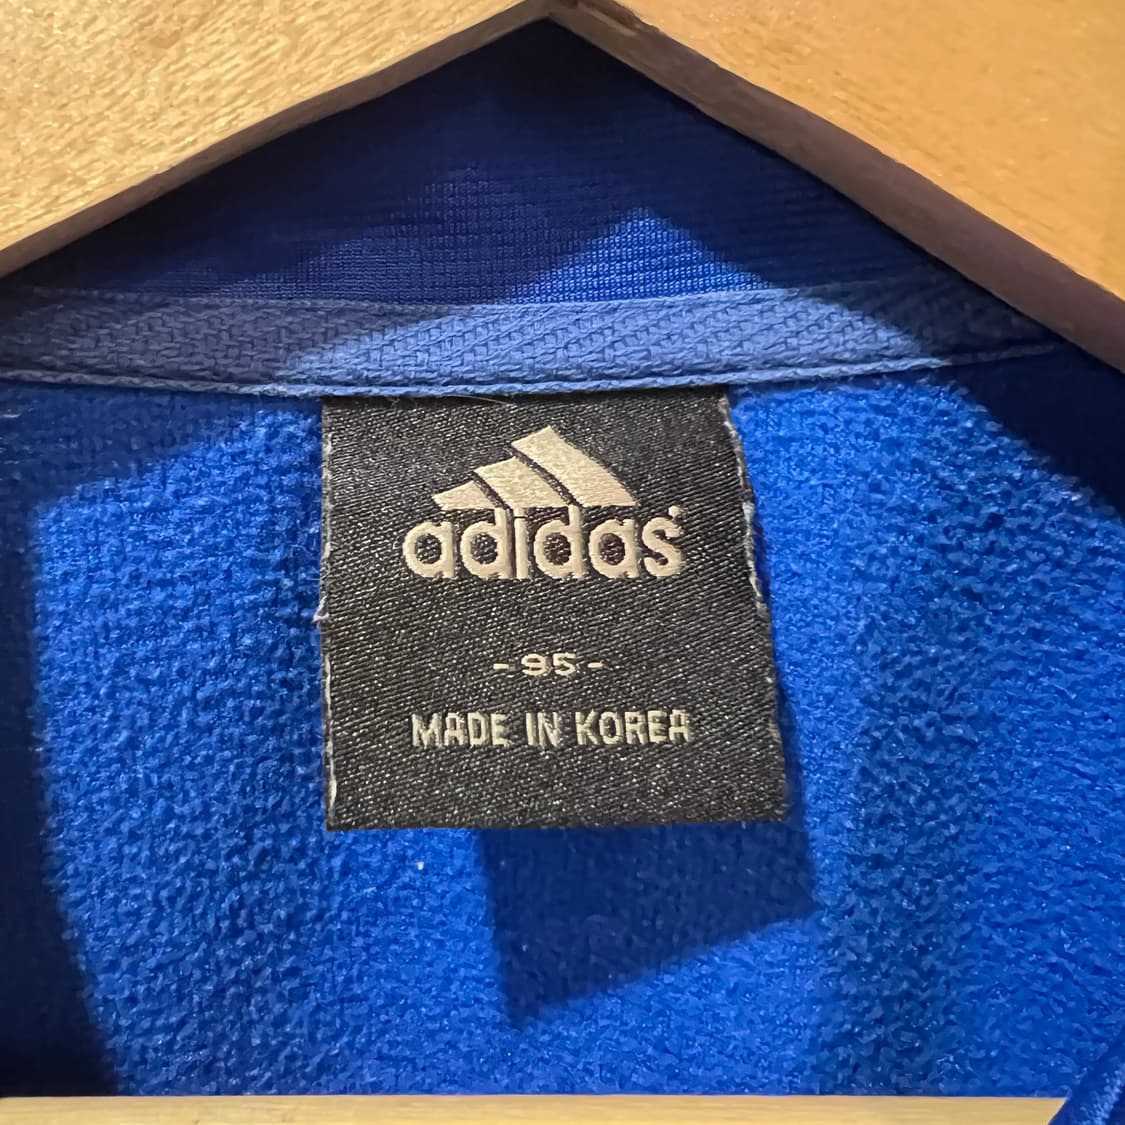 adidas
-95-
MADE IN KOREA